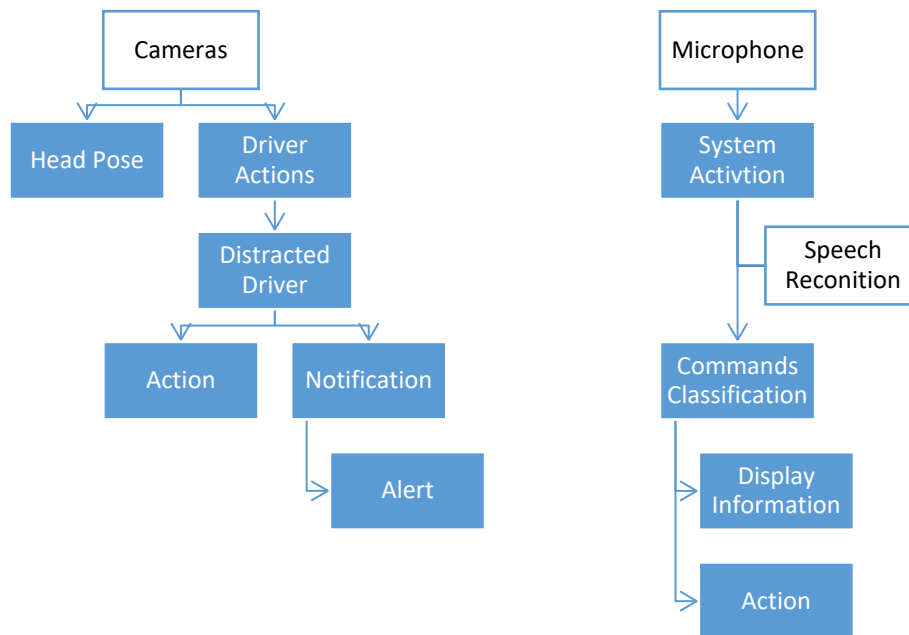 Cameras
Head Pose
Driver
Actions
Distracted
Driver
Action
Notification
Alert
Microphone
System
Activtion
Speech
Reconition
Commands
Classification
Display
Information
Action